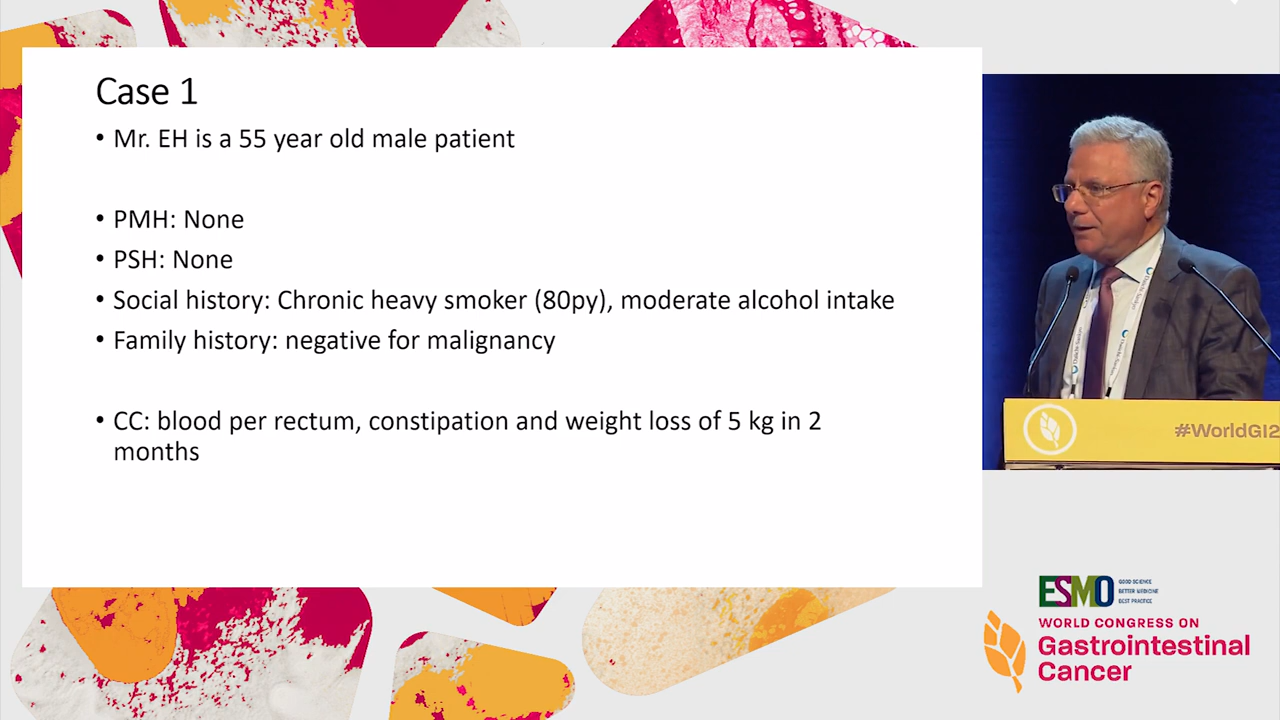 Case 1
• Mr. EH is a 55 year old male patient
• PMH: None
• PSH: None
• Social history: Chronic heavy smoker (80py), moderate alcohol intake
• Family history: negative for malignancy
• CC: blood per rectum, constipation and weight loss of 5 kg in 2
months
#WorldGI2
ESMO
GOOD SCIENCE
BETTER MEDICINE
BEST PRACTICE
WORLD CONGRESS ON
Gastrointestinal
Cancer